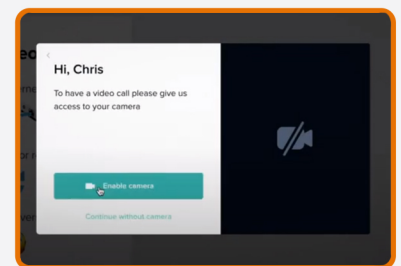 Hi, Chris
To have a video call please give us
access to your camera
Enable camera
Continue without camera